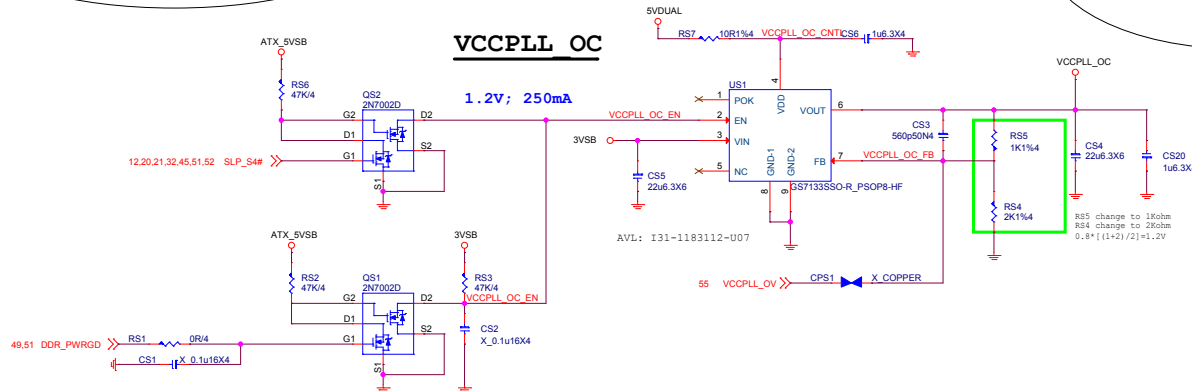 5VDUAL
RS7 10R1%4 VCCPLL_OC_CNTL CS6 1u6.3X4
ATX_5VSB
VCCPLL_OC
VCCPLL_OC
RS6
47K/4
QS2
2N7002D
1.2V; 250mA
US1
4
VDD
1 POK
VOUT 6
G2 D2
VCCPLL_OC_EN 2 EN
D1 S2
3VSB 3 VIN
CS3
560p50N4
RS5
1K1%4
CS4
22u6.3X6
CS20
1u6.3X4
12,20,21,32,45,51,52 SLP_S4# G1
S1
5 NC
FB 7 VCCPLL_OC_FB
CS5
22u6.3X6
GND-1
GND-2
8
9
GS7133SSO-R_PSOP8-HF
RS4
2K1%4
RS5 change to 1Kohm
RS4 change to 2Kohm
0.8*[(1+2)/2]=1.2V
AVL: I31-1183112-U07
ATX_5VSB
3VSB
RS2
47K/4
QS1
2N7002D
RS3
47K/4
55 VCCPLL_OV CPS1 X_COPPER
G2 D2
VCCPLL_OC_EN
D1 S2
CS2
X_0.1u16X4
49,51 DDR_PWRGD RS1 0R/4 G1
S1
CS1 X_0.1u16X4